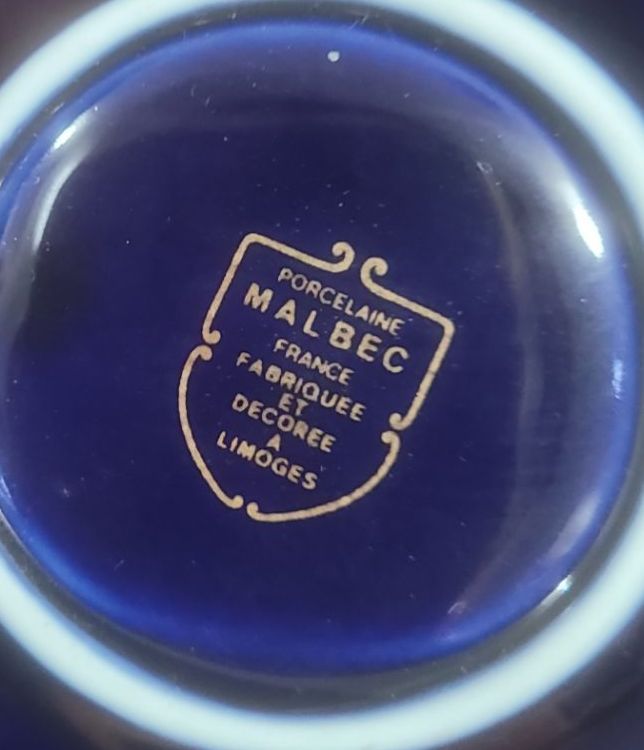 PORCELAINE
MALBEC
FRANCE
FABRIQUEE
ET
DECOREE
A
LIMOGES